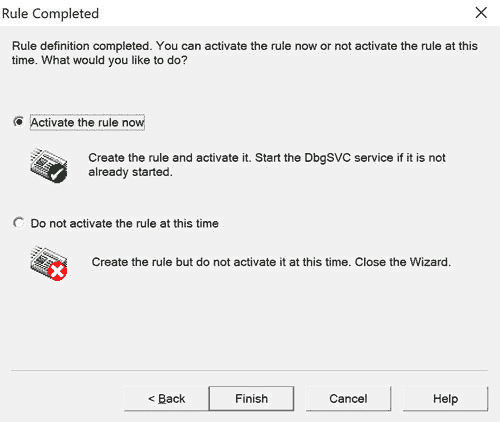 Rule Completed
Rule definition completed. You can activate the rule now or not activate the rule at this
time. What would you like to do?
Activate the rule now
Create the rule and activate it. Start the DbgSVC service if it is not
already started.
Do not activate the rule at this time
Create the rule but do not activate it at this time. Close the Wizard.
< Back
Finish
Cancel
Help